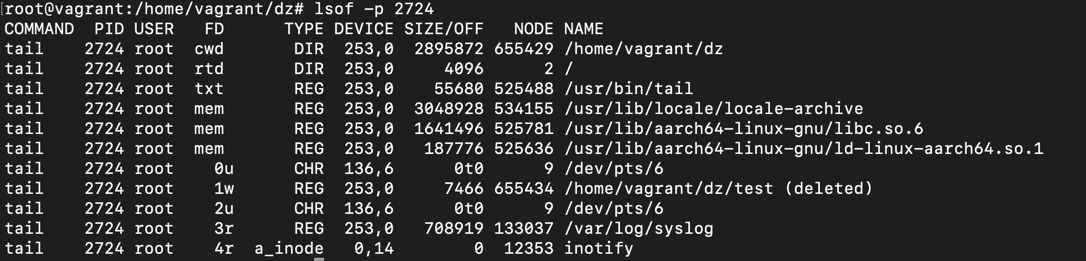 [root@vagrant:/home/vagrant/dz# lsof -p 2724
COMMAND  PID USER   FD      TYPE DEVICE SIZE/OFF   NODE NAME
tail    2724 root  cwd       DIR  253,0  2895872 655429 /home/vagrant/dz
tail    2724 root  rtd       DIR  253,0     4096      2 /
tail    2724 root  txt       REG  253,0    55680 525488 /usr/bin/tail
tail    2724 root  mem       REG  253,0  3048928 534155 /usr/lib/locale/locale-archive
tail    2724 root  mem       REG  253,0  1641496 525781 /usr/lib/aarch64-linux-gnu/libc.so.6
tail    2724 root  mem       REG  253,0   187776 525636 /usr/lib/aarch64-linux-gnu/ld-linux-aarch64.so.1
tail    2724 root    0u      CHR  136,6      0t0      9 /dev/pts/6
tail    2724 root    1w      REG  253,0     7466 655434 /home/vagrant/dz/test (deleted)
tail    2724 root    2u      CHR  136,6      0t0      9 /dev/pts/6
tail    2724 root    3r      REG  253,0   708919 133037 /var/log/syslog
tail    2724 root    4r  a_inode   0,14        0  12353 inotify